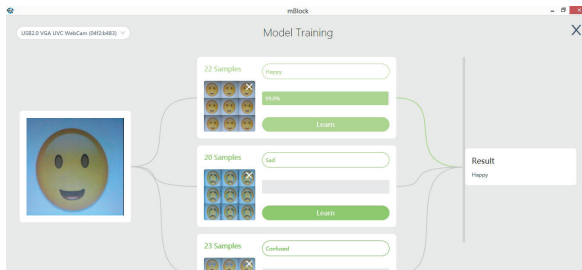 mBlock
USB2.0 VGA UVC WebCam (04f2:b483)
Model Training
X
22 Samples
Happy
99.0%
Learn
20 Samples
Sad
Learn
23 Samples
Confused
Result
Happy